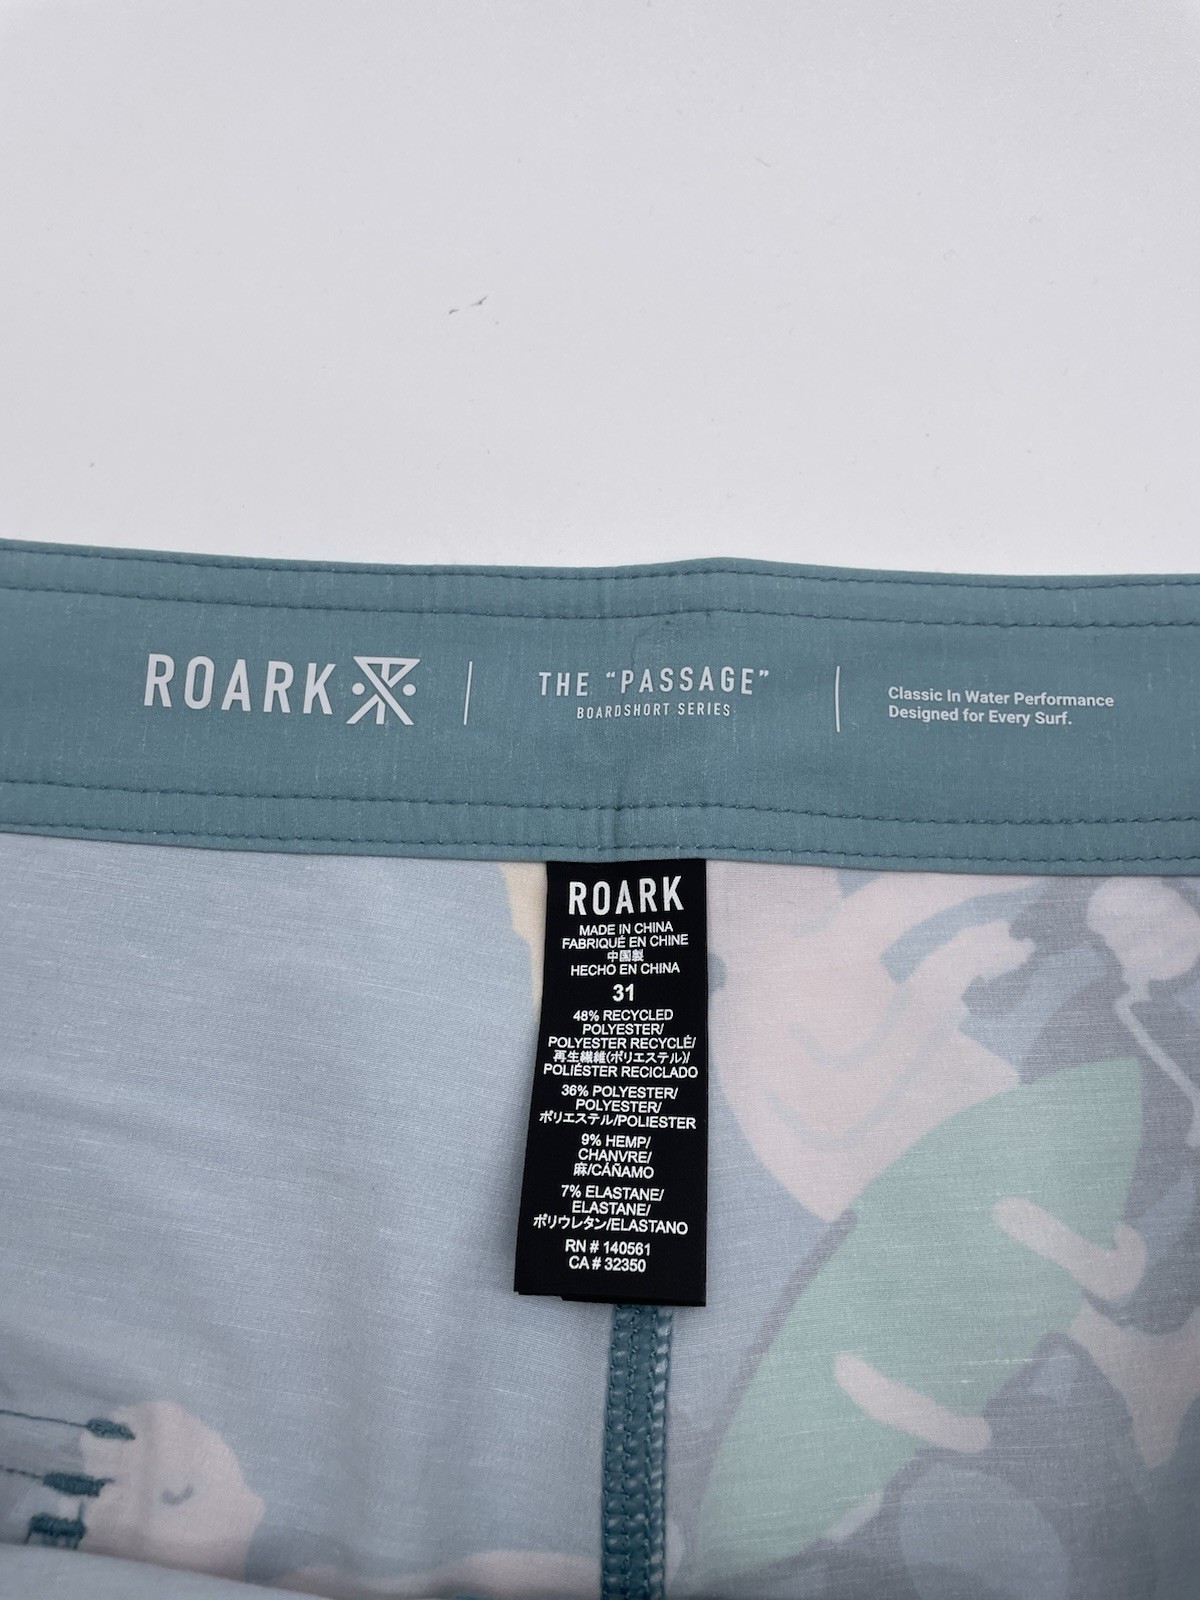 ROARK
THE “PASSAGE”
BOARDSHORT SERIES
Classic In Water Performance
Designed for Every Surf.
ROARK
MADE IN CHINA
FABRIQUÉ EN CHINE
中国製
HECHO EN CHINA
31
48% RECYCLED
POLYESTER/
POLYESTER RECYCLÉ/
再生繊維(ポリエステル)/
POLIÉSTER RECICLADO
36% POLYESTER/
POLYESTER/
ポリエステル/POLIESTER
9% HEMP/
CHANVRE/
麻/CÁÑAMO
7% ELASTANE/
ELASTANE/
ポリウレタン/ELASTANO
RN # 140561
CA # 32350